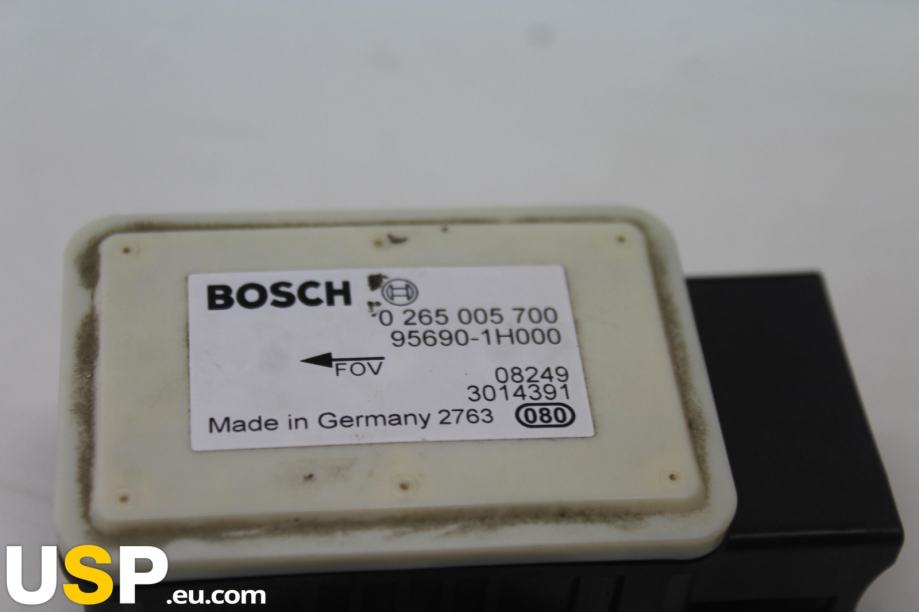 BOSCH
0 265 005 700
95690-1H000
FOV
08249
3014391
Made in Germany 2763 080
USP.eu.com